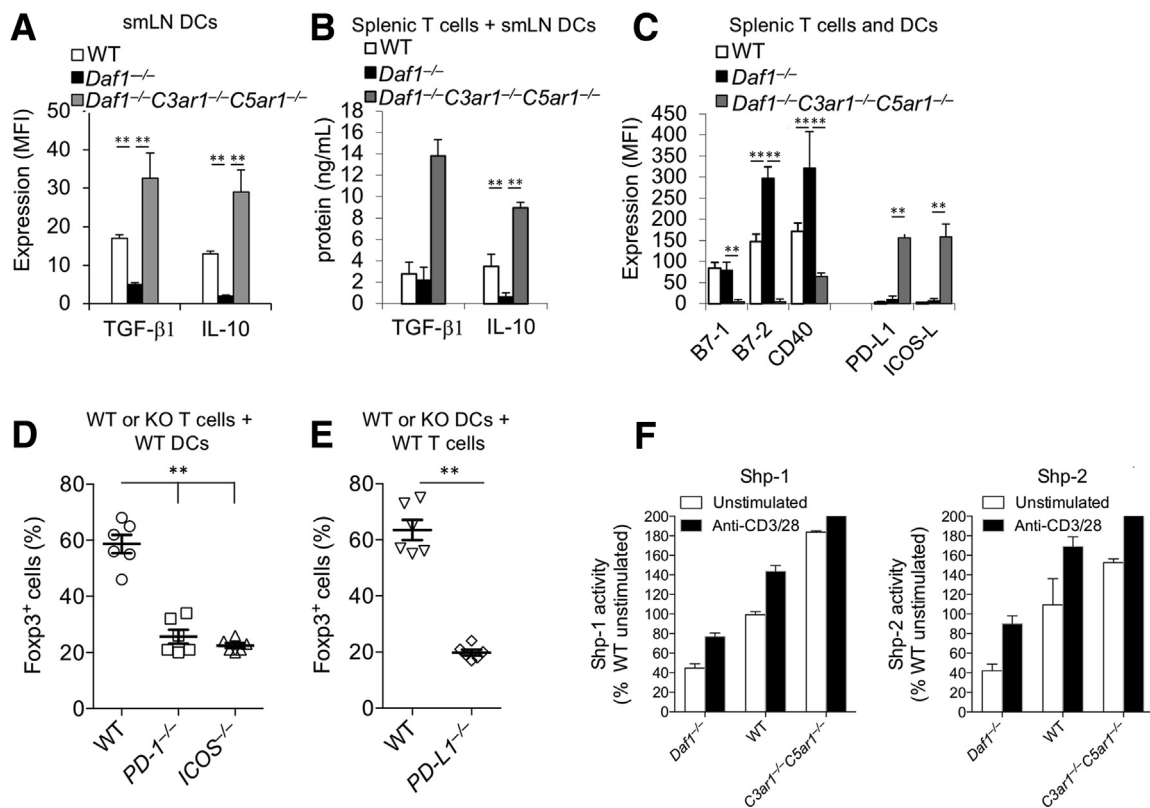 A
smLN DCs
WT
Daf1−/−
Daf1−/−C3ar1−/−C5ar1−/−
Expression (MFI)
50
40
30
20
10
0
** **
** **
TGF-β1 IL-10
B
Splenic T cells + smLN DCs
WT
Daf1−/−
Daf1−/−C3ar1−/−C5ar1−/−
protein (ng/mL)
18
16
14
12
10
8
6
4
2
0
** **
TGF-β1 IL-10
C
Splenic T cells and DCs
WT
Daf1−/−
Daf1−/−C3ar1−/−C5ar1−/−
Expression (MFI)
450
400
350
300
250
200
150
100
50
0
**
** **
** **
**
**
B7-1
B7-2
CD40
PD-L1
ICOS-L
D
WT or KO T cells +
WT DCs
Foxp3+ cells (%)
80
60
40
20
0
**
WT
PD-1−/−
ICOS−/−
E
WT or KO DCs +
WT T cells
Foxp3+ cells (%)
80
60
40
20
0
**
WT
PD-L1−/−
F
Shp-1
Unstimulated
Anti-CD3/28
Shp-1 activity
(% WT unstimulated)
200
180
160
140
120
100
80
60
40
20
0
Daf1−/−
WT
C3ar1−/−C5ar1−/−
Shp-2
Unstimulated
Anti-CD3/28
Shp-2 activity
(% WT unstimulated)
200
180
160
140
120
100
80
60
40
20
0
Daf1−/−
WT
C3ar1−/−C5ar1−/−